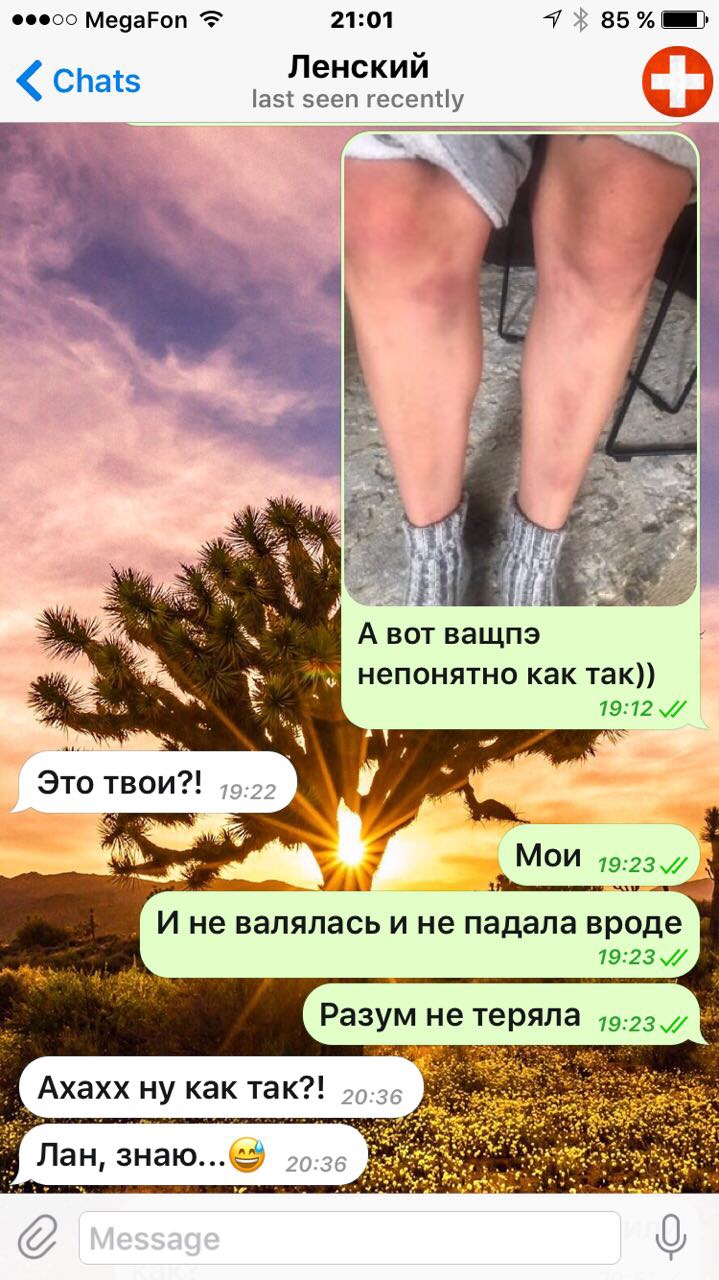 MegaFon 21:01 85 %
Chats
Ленский
last seen recently
А вот ващпэ
непонятно как так))
19:12
Это твои?! 19:22
Мои 19:23
И не валялась и не падала вроде
19:23
Разум не теряла 19:23
Ахахх ну как так?! 20:36
Лан, знаю...😅 20:36
Message